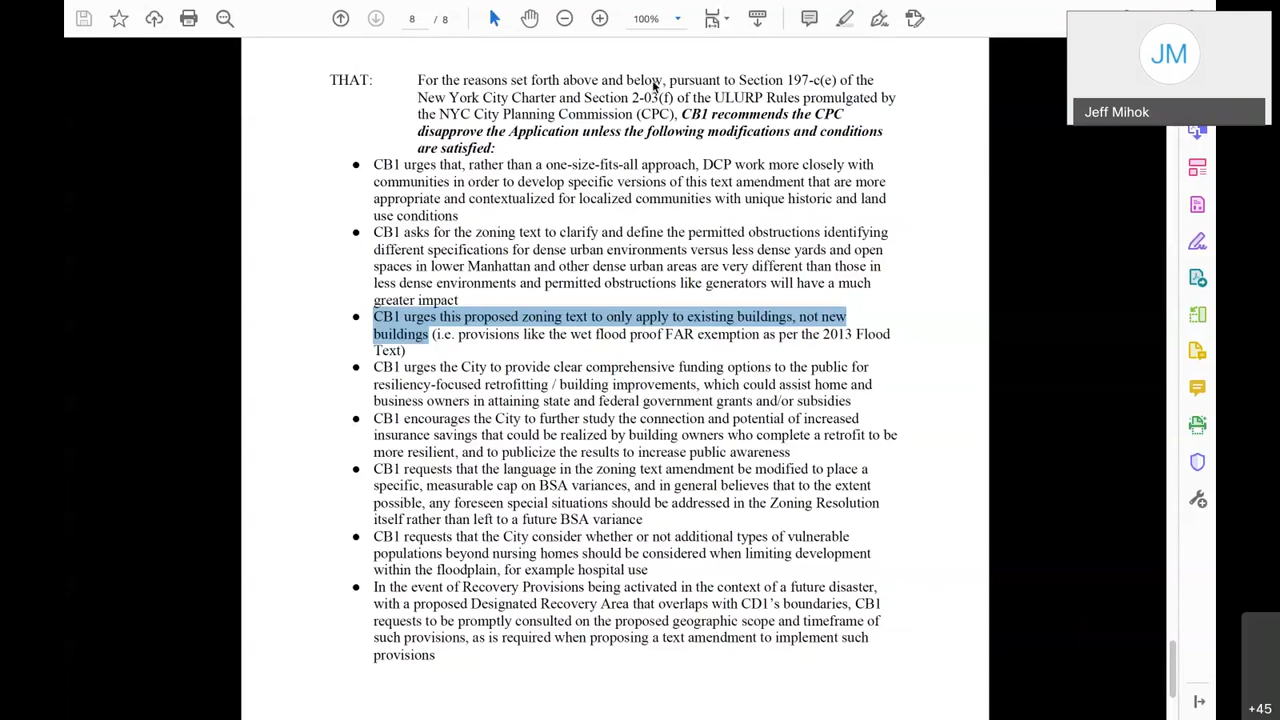 8 / 8
100%
JM
Jeff Mihok
THAT: For the reasons set forth above and below, pursuant to Section 197-c(e) of the
New York City Charter and Section 2-03(f) of the ULURP Rules promulgated by
the NYC City Planning Commission (CPC), CB1 recommends the CPC
disapprove the Application unless the following modifications and conditions
are satisfied:
● CB1 urges that, rather than a one-size-fits-all approach, DCP work more closely with
communities in order to develop specific versions of this text amendment that are more
appropriate and contextualized for localized communities with unique historic and land
use conditions
● CB1 asks for the zoning text to clarify and define the permitted obstructions identifying
different specifications for dense urban environments versus less dense yards and open
spaces in lower Manhattan and other dense urban areas are very different than those in
less dense environments and permitted obstructions like generators will have a much
greater impact
● CB1 urges this proposed zoning text to only apply to existing buildings, not new
buildings (i.e. provisions like the wet flood proof FAR exemption as per the 2013 Flood
Text)
● CB1 urges the City to provide clear comprehensive funding options to the public for
resiliency-focused retrofitting / building improvements, which could assist home and
business owners in attaining state and federal government grants and/or subsidies
● CB1 encourages the City to further study the connection and potential of increased
insurance savings that could be realized by building owners who complete a retrofit to be
more resilient, and to publicize the results to increase public awareness
● CB1 requests that the language in the zoning text amendment be modified to place a
specific, measurable cap on BSA variances, and in general believes that to the extent
possible, any foreseen special situations should be addressed in the Zoning Resolution
itself rather than left to a future BSA variance
● CB1 requests that the City consider whether or not additional types of vulnerable
populations beyond nursing homes should be considered when limiting development
within the floodplain, for example hospital use
● In the event of Recovery Provisions being activated in the context of a future disaster,
with a proposed Designated Recovery Area that overlaps with CD1's boundaries, CB1
requests to be promptly consulted on the proposed geographic scope and timeframe of
such provisions, as is required when proposing a text amendment to implement such
provisions
+45